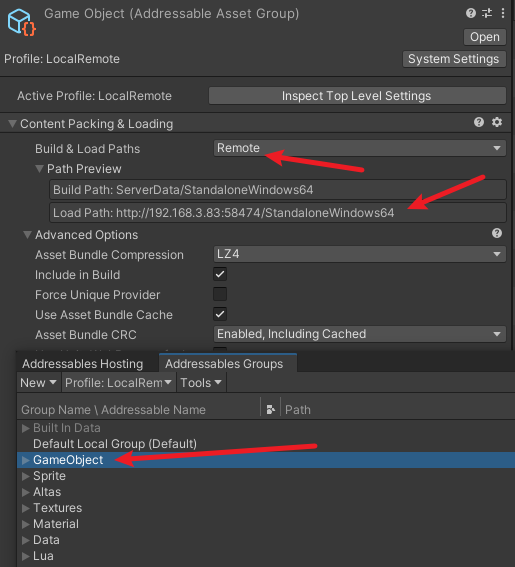 Game Object (Addressable Asset Group)
Open
Profile: LocalRemote
System Settings
Active Profile: LocalRemote
Inspect Top Level Settings
Content Packing & Loading
Build & Load Paths
Remote
Path Preview
Build Path: ServerData/StandaloneWindows64
Load Path: http://192.168.3.83:58474/StandaloneWindows64
Advanced Options
Asset Bundle Compression
LZ4
Include in Build
Force Unique Provider
Use Asset Bundle Cache
Asset Bundle CRC
Enabled, Including Cached
Addressables Hosting
Addressables Groups
New
Profile: LocalRem
Tools
Group Name \ Addressable Name
Path
Built In Data
Default Local Group (Default)
GameObject
Sprite
Altas
Textures
Material
Data
Lua